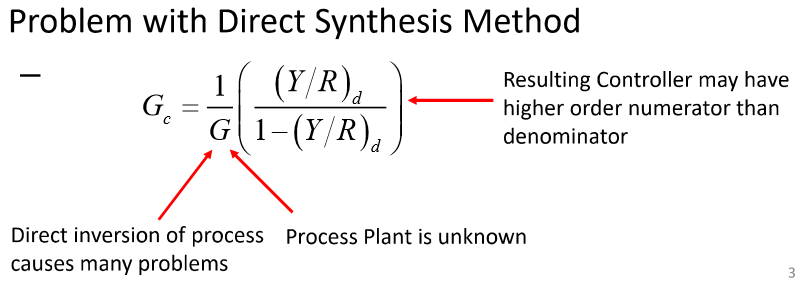 Problem with Direct Synthesis Method
– G_c = \frac{1}{G}\left(\frac{(Y/R)_d}{1-(Y/R)_d}\right)
Resulting Controller may have
higher order numerator than
denominator
Direct inversion of process
causes many problems
Process Plant is unknown
3